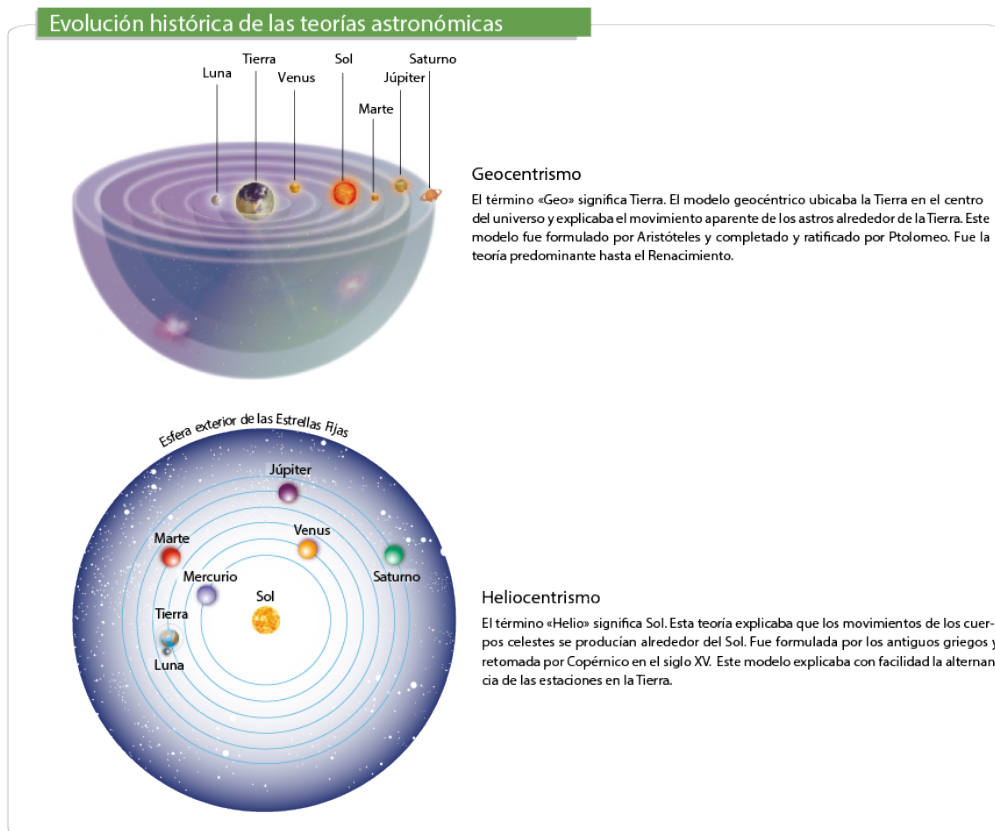 Evolución histórica de las teorías astronómicas
Tierra
Sol
Saturno
Luna
Venus
Júpiter
Marte
Geocentrismo
El término «Geo» significa Tierra. El modelo geocéntrico ubicaba la Tierra en el centro
del universo y explicaba el movimiento aparente de los astros alrededor de la Tierra. Este
modelo fue formulado por Aristóteles y completado y ratificado por Ptolomeo. Fue la
teoría predominante hasta el Renacimiento.
Esfera exterior de las Estrellas Fijas
Júpiter
Venus
Marte
Mercurio
Saturno
Sol
Tierra
Luna
Heliocentrismo
El término «Helio» significa Sol. Esta teoría explicaba que los movimientos de los cuer-
pos celestes se producían alrededor del Sol. Fue formulada por los antiguos griegos y
retomada por Copérnico en el siglo XV. Este modelo explicaba con facilidad la alternan
cia de las estaciones en la Tierra.